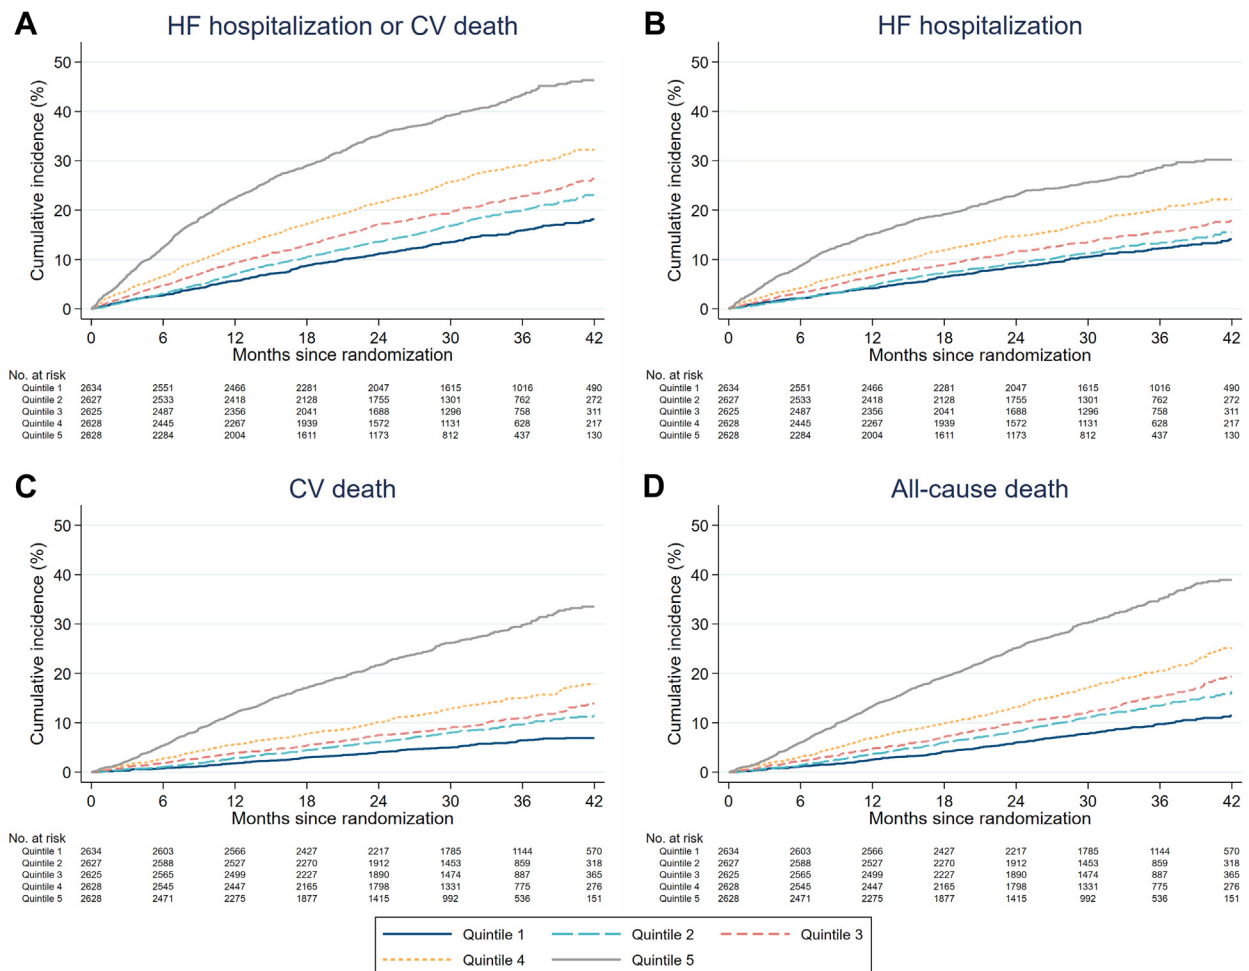 A HF hospitalization or CV death
Cumulative incidence (%)
50
40
30
20
10
0
0 6 12 18 24 30 36 42
Months since randomization
No. at risk
Quintile 1 2634 2551 2466 2281 2047 1615 1016 490
Quintile 2 2627 2533 2418 2128 1755 1301 762 272
Quintile 3 2625 2487 2356 2041 1688 1296 758 311
Quintile 4 2628 2445 2267 1939 1572 1131 628 217
Quintile 5 2628 2284 2004 1611 1173 812 437 130
B HF hospitalization
Cumulative incidence (%)
50
40
30
20
10
0
0 6 12 18 24 30 36 42
Months since randomization
No. at risk
Quintile 1 2634 2551 2466 2281 2047 1615 1016 490
Quintile 2 2627 2533 2418 2128 1755 1301 762 272
Quintile 3 2625 2487 2356 2041 1688 1296 758 311
Quintile 4 2628 2445 2267 1939 1572 1131 628 217
Quintile 5 2628 2284 2004 1611 1173 812 437 130
C CV death
Cumulative incidence (%)
50
40
30
20
10
0
0 6 12 18 24 30 36 42
Months since randomization
No. at risk
Quintile 1 2634 2603 2566 2427 2217 1785 1144 570
Quintile 2 2627 2588 2527 2270 1912 1453 859 318
Quintile 3 2625 2565 2499 2227 1890 1474 887 365
Quintile 4 2628 2545 2447 2165 1798 1331 775 276
Quintile 5 2628 2471 2275 1877 1415 992 536 151
D All-cause death
Cumulative incidence (%)
50
40
30
20
10
0
0 6 12 18 24 30 36 42
Months since randomization
No. at risk
Quintile 1 2634 2603 2566 2427 2217 1785 1144 570
Quintile 2 2627 2588 2527 2270 1912 1453 859 318
Quintile 3 2625 2565 2499 2227 1890 1474 887 365
Quintile 4 2628 2545 2447 2165 1798 1331 775 276
Quintile 5 2628 2471 2275 1877 1415 992 536 151
Quintile 1 Quintile 2 Quintile 3
Quintile 4 Quintile 5